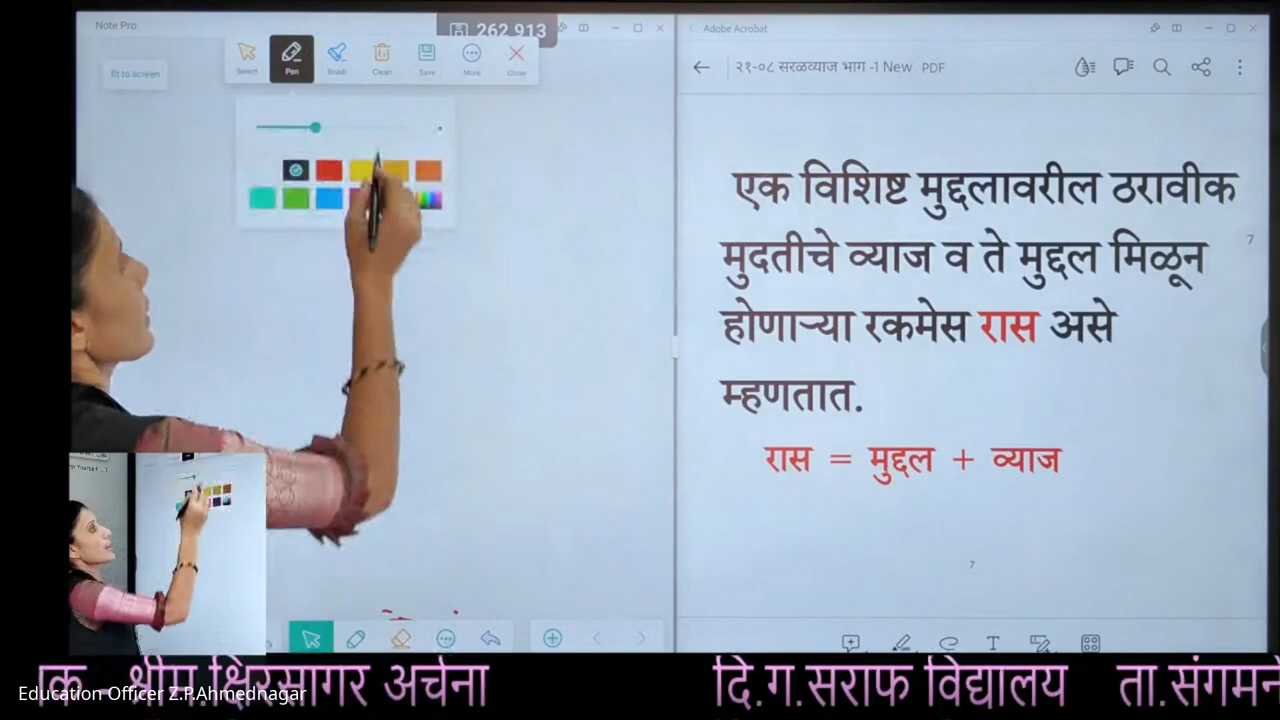 Note Pro
262,913
Adobe Acrobat
fit to screen
Select
Pen
Brush
Clean
Save
More
Close
२१-०८ सरळव्याज भाग -1 New PDF
एक विशिष्ट मुद्दलावरील ठरावीक
मुदतीचे व्याज व ते मुद्दल मिळून
होणाऱ्या रकमेस रास असे
म्हणतात.
रास = मुद्दल + व्याज
7
7
श्रीम.क्षिरसागर अर्चना दि.ग.सराफ विद्यालय
Education Officer Z.P.Ahmednagar